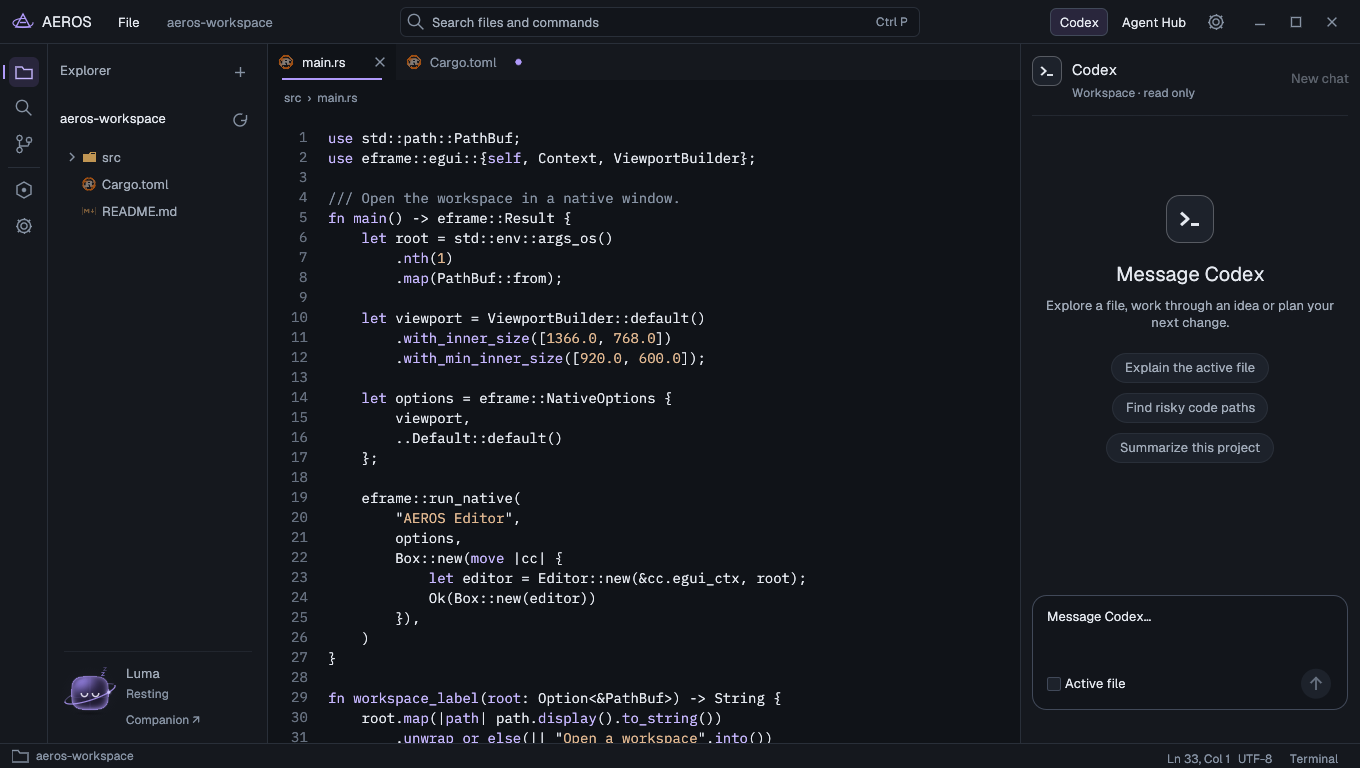 AEROS File aeros-workspace Search files and commands Ctrl P Codex Agent Hub
Explorer +
aeros-workspace
src
Cargo.toml
README.md
Luma
Resting
Companion ↗
main.rs Cargo.toml
src › main.rs
1 use std::path::PathBuf;
2 use eframe::egui::{self, Context, ViewportBuilder};
3
4 /// Open the workspace in a native window.
5 fn main() -> eframe::Result {
6     let root = std::env::args_os()
7         .nth(1)
8         .map(PathBuf::from);
9
10     let viewport = ViewportBuilder::default()
11         .with_inner_size([1366.0, 768.0])
12         .with_min_inner_size([920.0, 600.0]);
13
14     let options = eframe::NativeOptions {
15         viewport,
16         ..Default::default()
17     };
18
19     eframe::run_native(
20         "AEROS Editor",
21         options,
22         Box::new(move |cc| {
23             let editor = Editor::new(&cc.egui_ctx, root);
24             Ok(Box::new(editor))
25         }),
26     )
27 }
28
29 fn workspace_label(root: Option<&PathBuf>) -> String {
30     root.map(|path| path.display().to_string())
31         .unwrap_or_else(|| "Open a workspace".into())
Codex
Workspace · read only
New chat
Message Codex
Explore a file, work through an idea or plan your
next change.
Explain the active file
Find risky code paths
Summarize this project
Message Codex…
Active file
aeros-workspace Ln 33, Col 1 UTF-8 Terminal